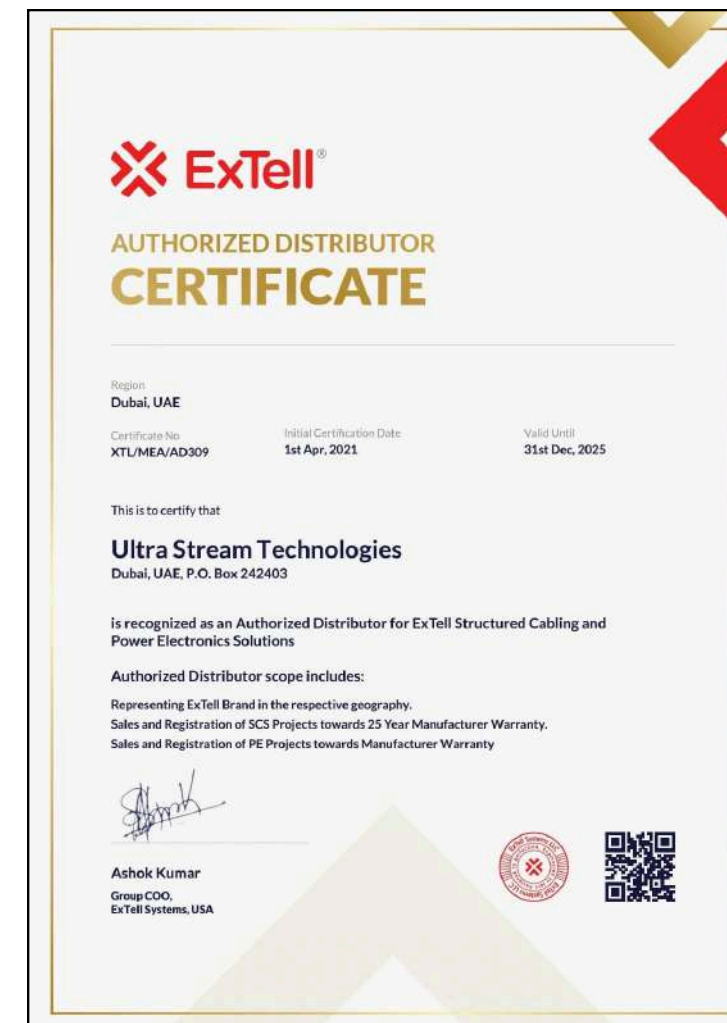 ExTell®
AUTHORIZED DISTRIBUTOR
CERTIFICATE
Region
Dubai, UAE
Certificate No
XTL/MEA/AD309
Initial Certification Date
1st Apr, 2021
Valid Until
31st Dec, 2025
This is to certify that
Ultra Stream Technologies
Dubai, UAE, P.O. Box 242403
is recognized as an Authorized Distributor for ExTell Structured Cabling and
Power Electronics Solutions
Authorized Distributor scope includes:
Representing ExTell Brand in the respective geography.
Sales and Registration of SCS Projects towards 25 Year Manufacturer Warranty.
Sales and Registration of PE Projects towards Manufacturer Warranty
Ashok Kumar
Group COO,
ExTell Systems, USA
ExTell Systems LLC